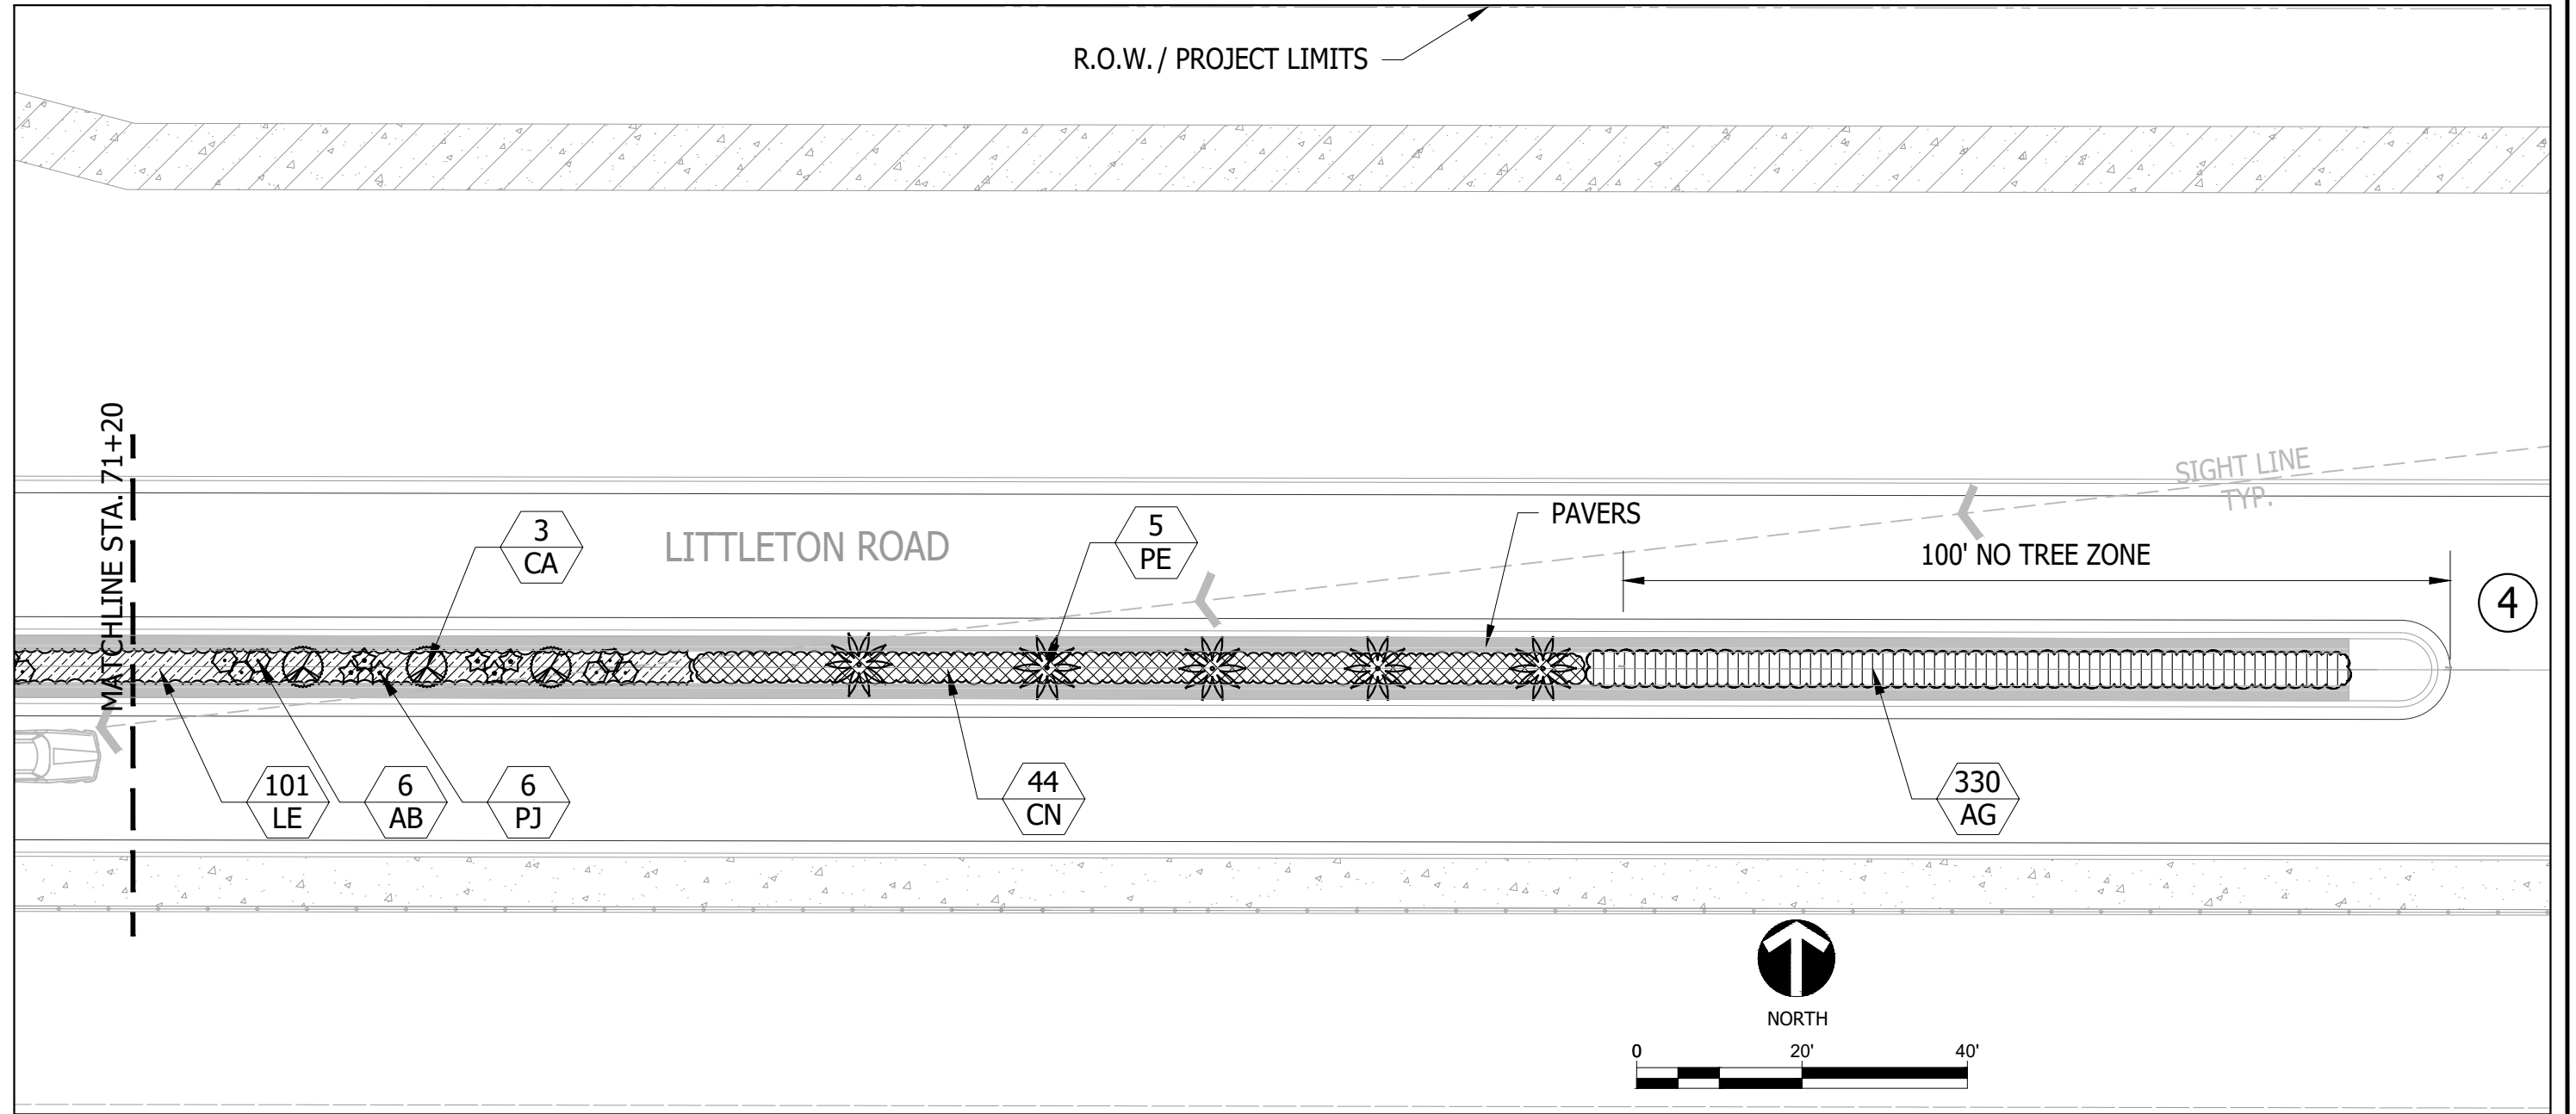 R.O.W. / PROJECT LIMITS
MATCHLINE STA. 71+20
SIGHT LINE
TYP.
PAVERS
3
CA
LITTLETON ROAD
5
PE
100' NO TREE ZONE
4
101
LE
6
AB
6
PJ
44
CN
330
AG
NORTH
0 20' 40'